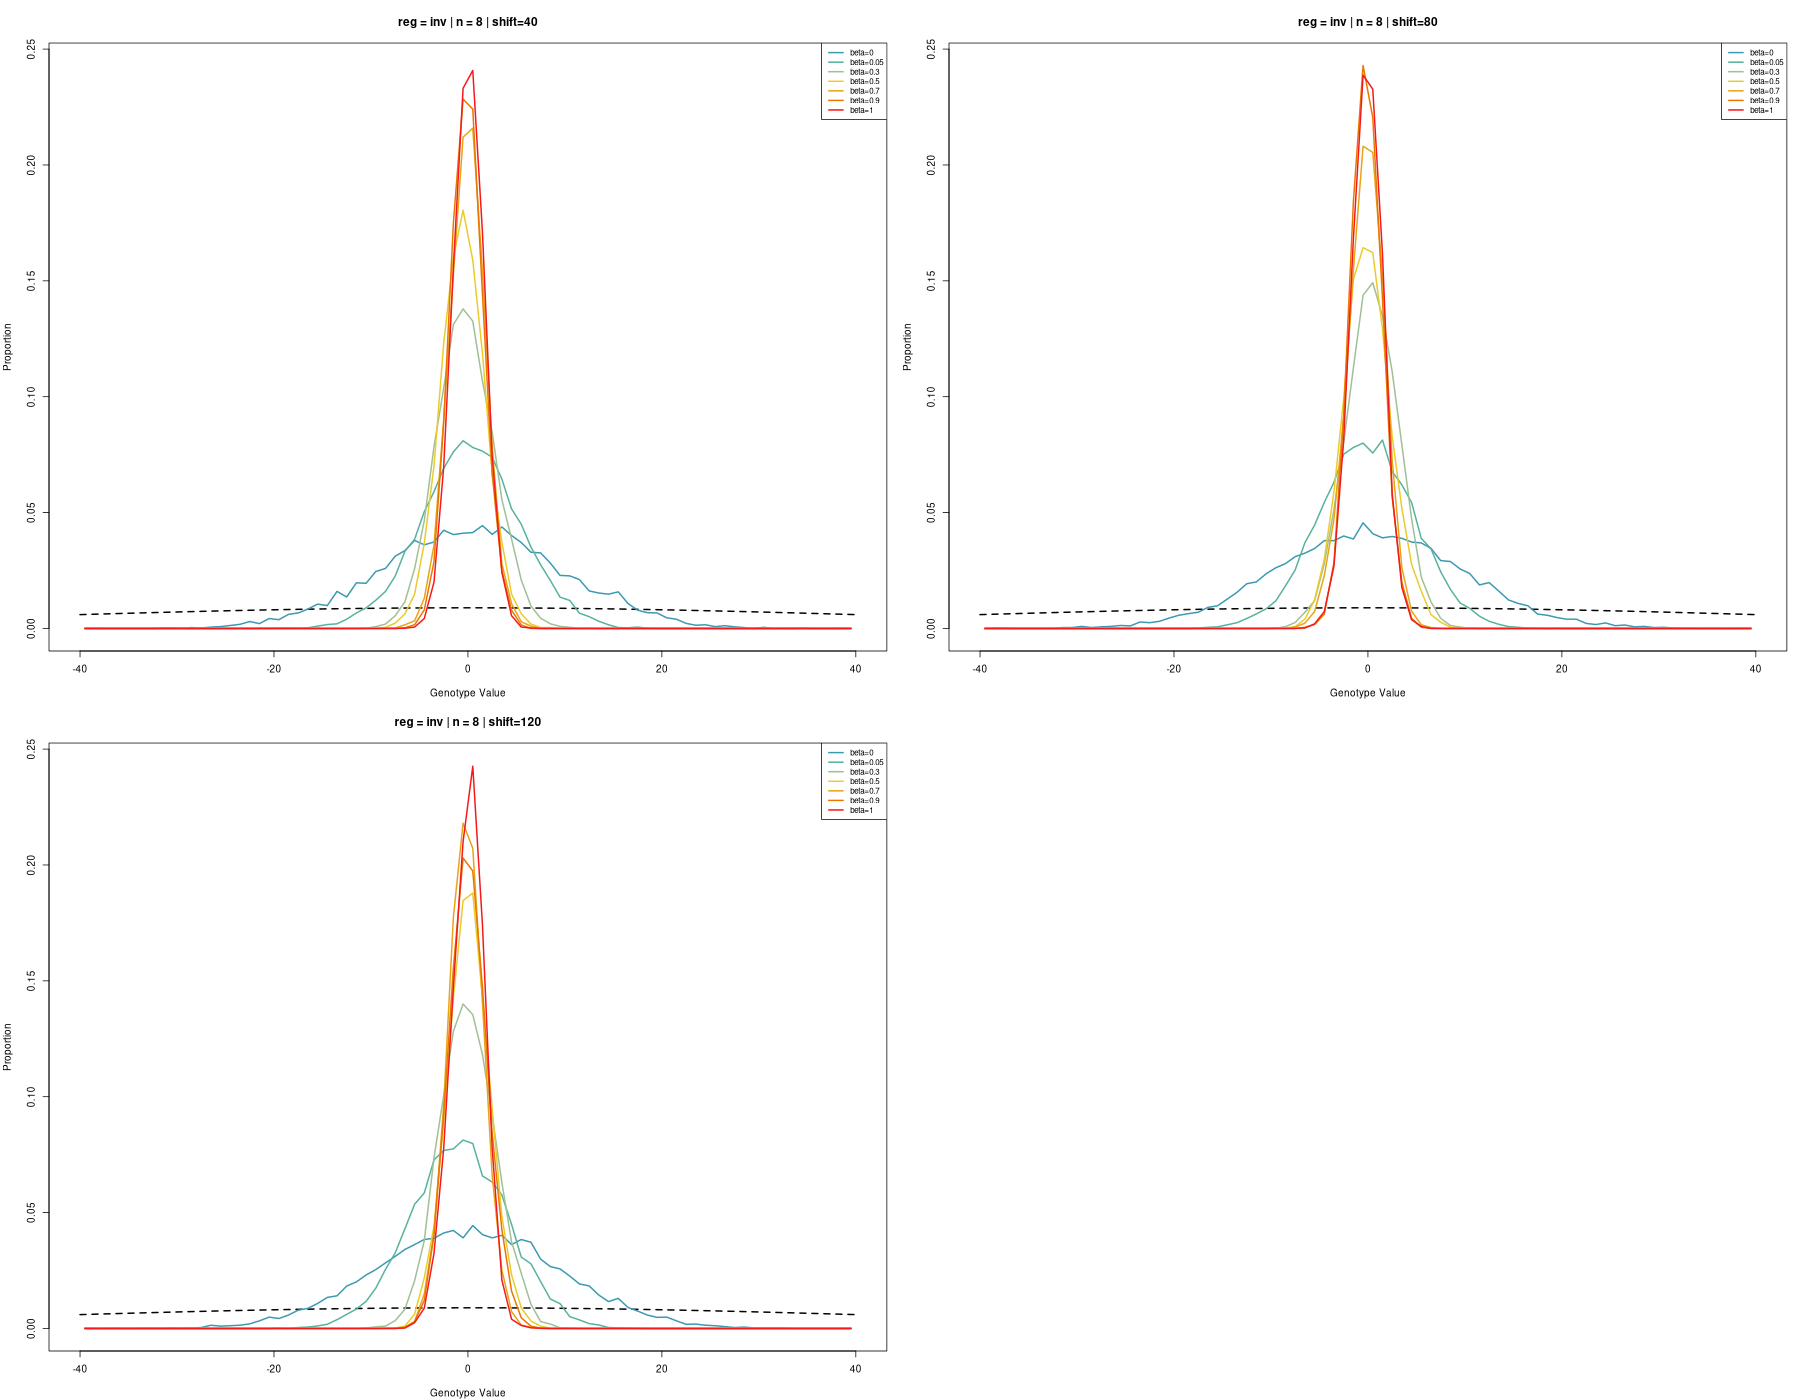 reg = inv | n = 8 | shift=40
beta=0
beta=0.05
beta=0.3
beta=0.5
beta=0.7
beta=0.9
beta=1
Proportion
0.25
0.20
0.15
0.10
0.05
0.00
-40 -20 0 20 40
Genotype Value
reg = inv | n = 8 | shift=80
beta=0
beta=0.05
beta=0.3
beta=0.5
beta=0.7
beta=0.9
beta=1
Proportion
0.25
0.20
0.15
0.10
0.05
0.00
-40 -20 0 20 40
Genotype Value
reg = inv | n = 8 | shift=120
beta=0
beta=0.05
beta=0.3
beta=0.5
beta=0.7
beta=0.9
beta=1
Proportion
0.25
0.20
0.15
0.10
0.05
0.00
-40 -20 0 20 40
Genotype Value